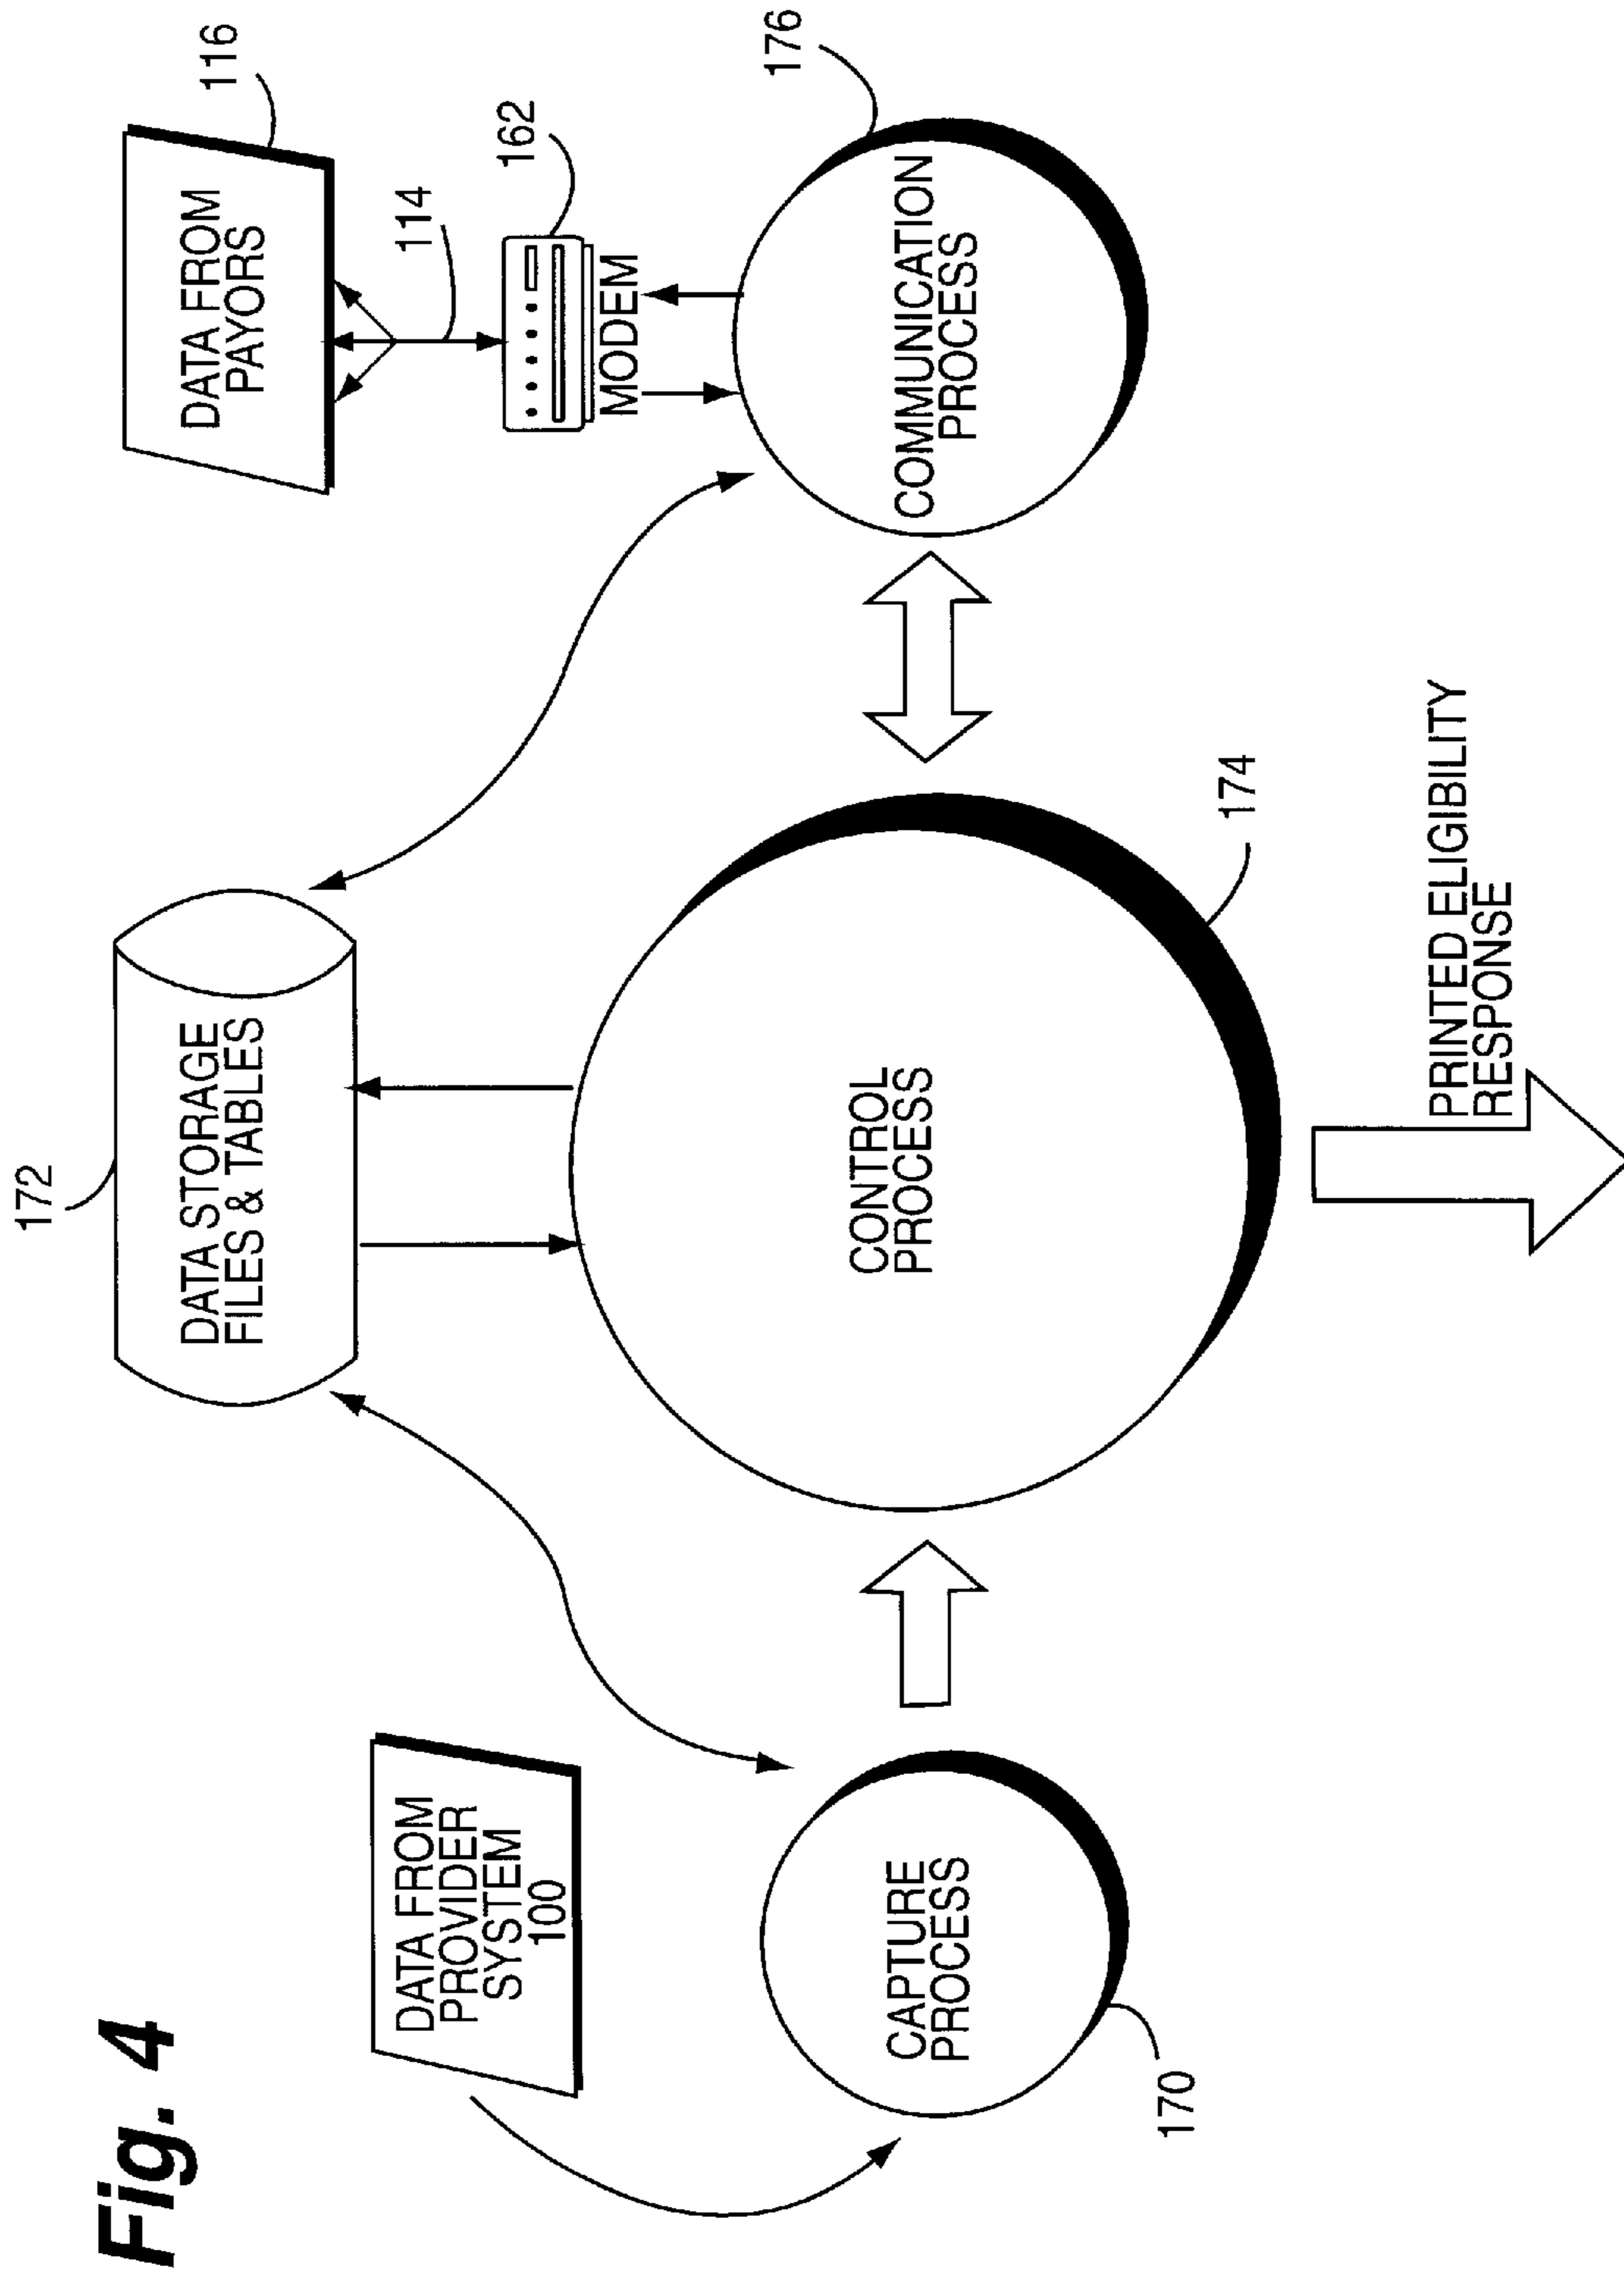 Fig. 4
172
DATA STORAGE
FILES & TABLES
DATA FROM
PAYORS
116
114
162
MODEM
DATA FROM
PROVIDER
SYSTEM
100
CAPTURE
PROCESS
170
CONTROL
PROCESS
174
COMMUNICATION
PROCESS
176
PRINTED ELIGIBILITY
RESPONSE